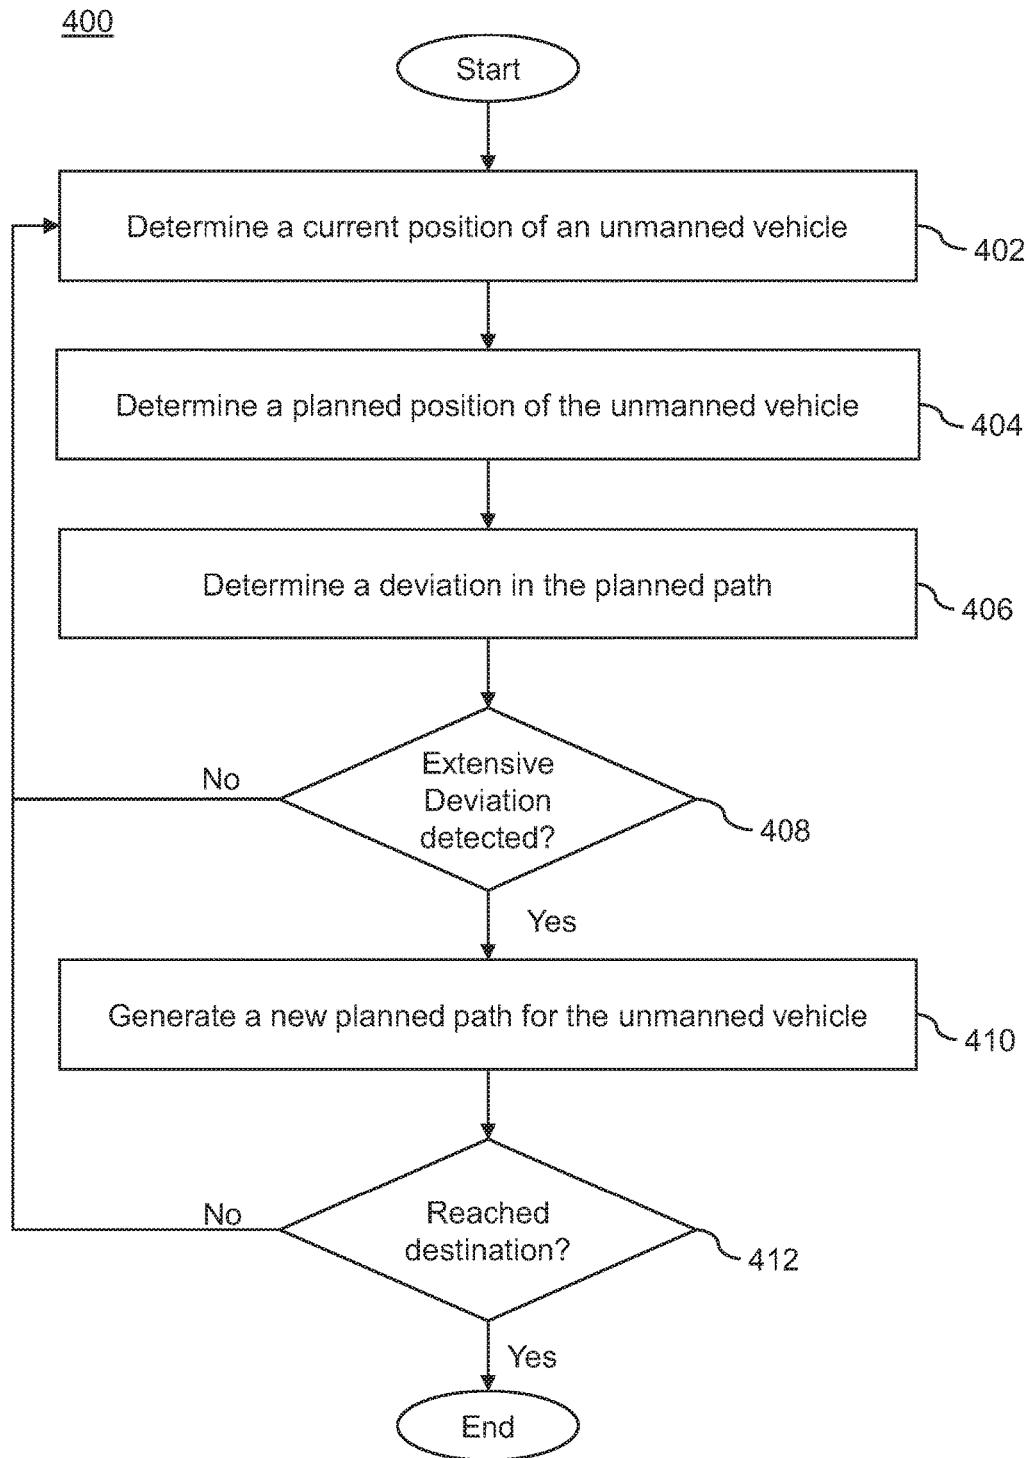 400
Start
Determine a current position of an unmanned vehicle
402
Determine a planned position of the unmanned vehicle
404
Determine a deviation in the planned path
406
No
Extensive
Deviation
detected?
408
Yes
Generate a new planned path for the unmanned vehicle
410
No
Reached
destination?
412
Yes
End